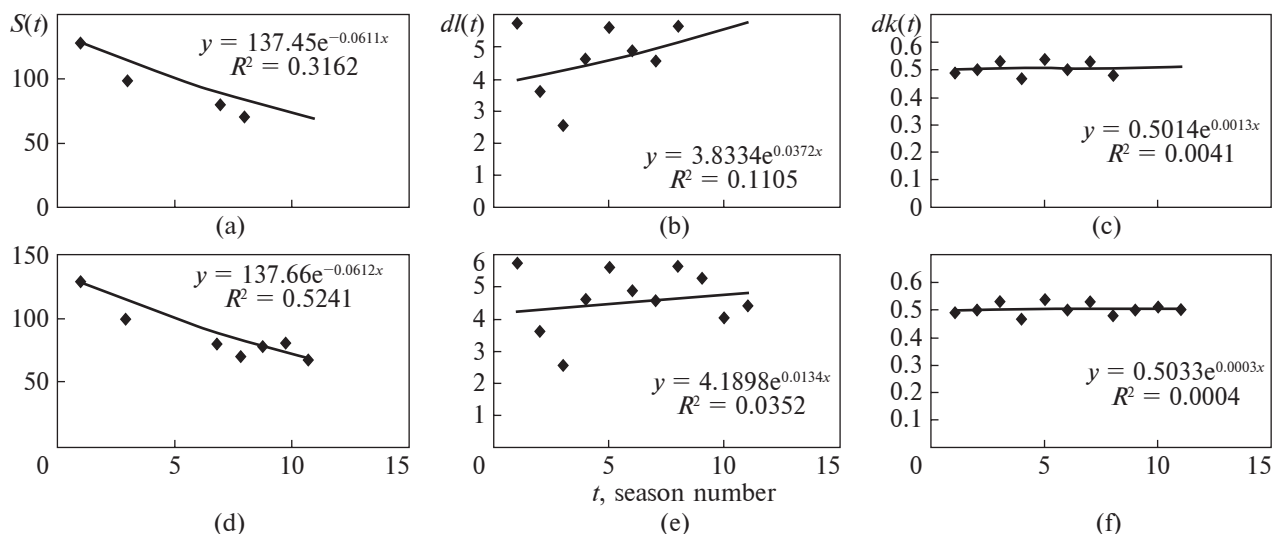 S(t)
y = 137.45e^{−0.0611x}
R² = 0.3162
100
50
0
(a)
dl(t)
5
4
3
2
1
0
y = 3.8334e^{0.0372x}
R² = 0.1105
(b)
dk(t)
0.6
0.5
0.4
0.3
0.2
0.1
0
y = 0.5014e^{0.0013x}
R² = 0.0041
(c)
150
100
50
0
5
10
15
y = 137.66e^{−0.0612x}
R² = 0.5241
(d)
6
5
4
3
2
1
0
5
10
15
y = 4.1898e^{0.0134x}
R² = 0.0352
t, season number
(e)
0.6
0.5
0.4
0.3
0.2
0.1
0
5
10
15
y = 0.5033e^{0.0003x}
R² = 0.0004
(f)